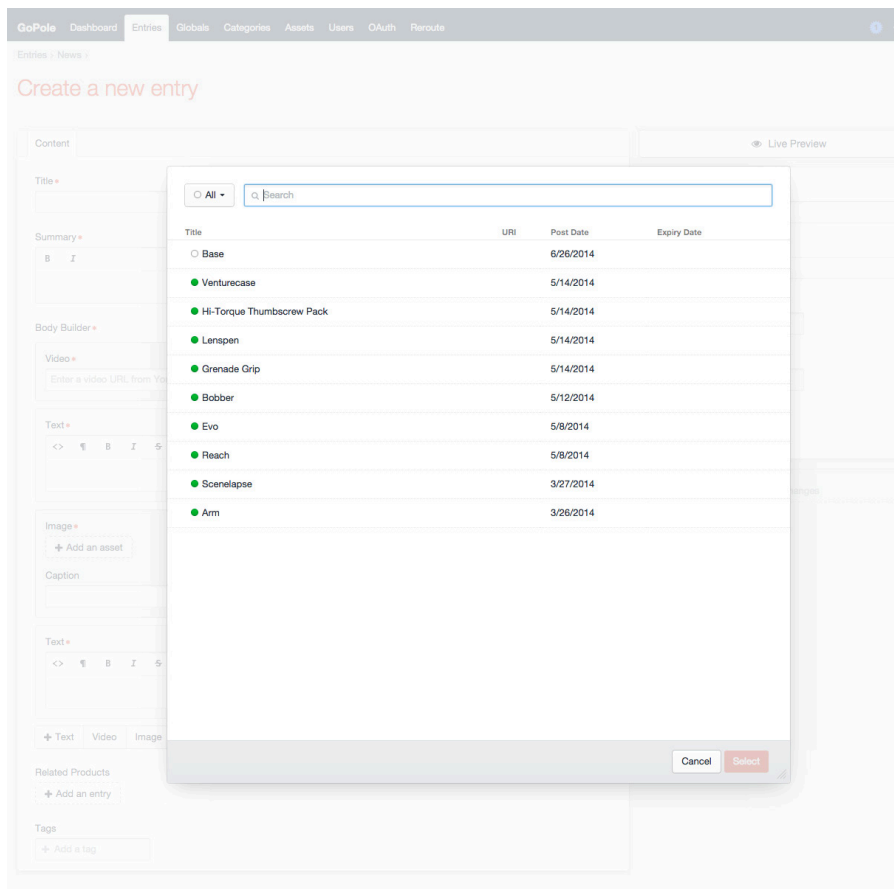 GoPole Dashboard Entries Globals Categories Assets Users OAuth Reroute
Entries › News ›
Create a new entry
Content
Live Preview
Title
All
Search
Title URI Post Date Expiry Date
Summary
Base 6/26/2014
B I
Venturecase 5/14/2014
Hi-Torque Thumbscrew Pack 5/14/2014
Body Builder
Lenspen 5/14/2014
Video
Grenade Grip 5/14/2014
Enter a video URL from
Bobber 5/12/2014
Text
Evo 5/8/2014
<> ¶ B I S
Reach 5/8/2014
Scenelapse 3/27/2014
Arm 3/26/2014
Image
+ Add an asset
Caption
Text
<> ¶ B I S
+ Text Video Image
Cancel Select
Related Products
+ Add an entry
Tags
+ Add a tag